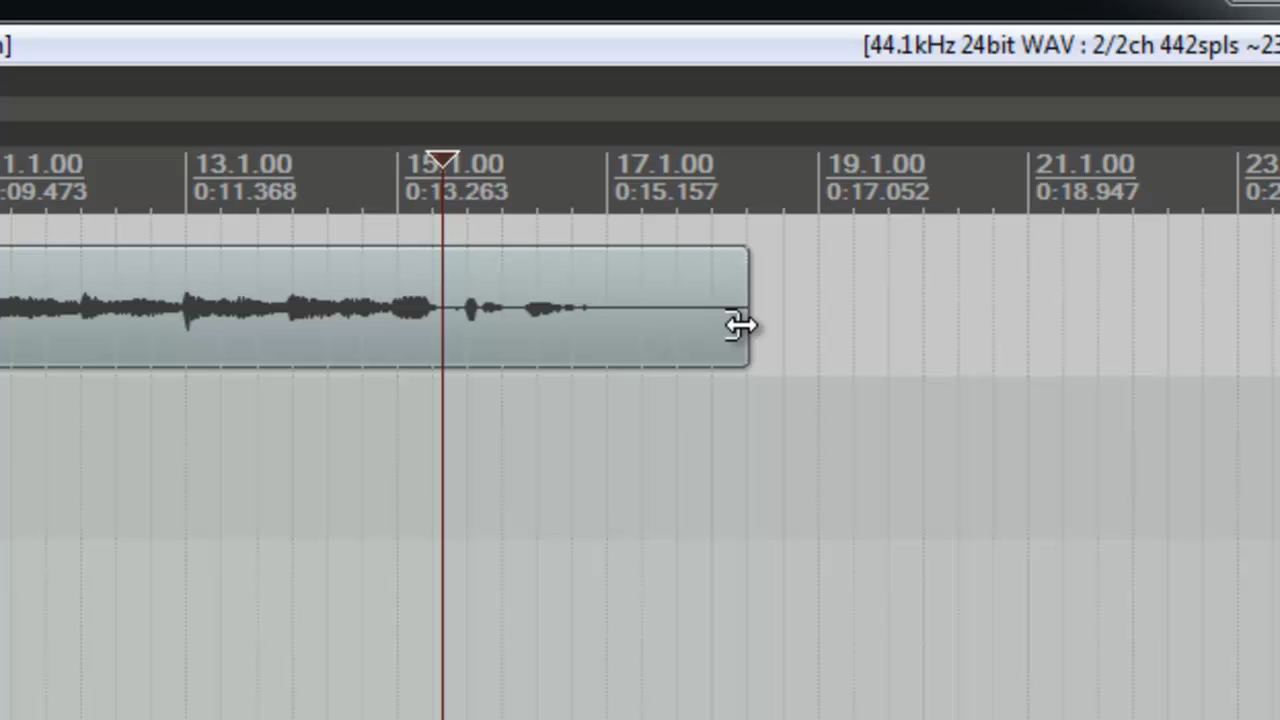 [44.1kHz 24bit WAV : 2/2ch 442spls
1.1.00 13.1.00 15.1.00 17.1.00 19.1.00 21.1.00 23
:09.473 0:11.368 0:13.263 0:15.157 0:17.052 0:18.947